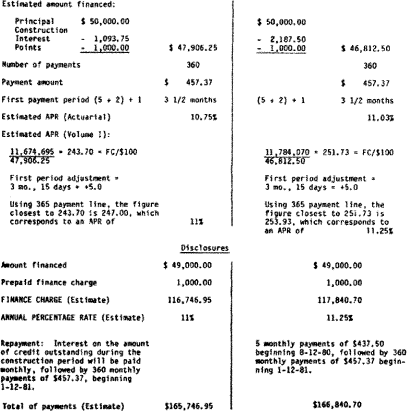 Estimated amount financed:
Principal $ 50,000.00 $ 50,000.00
Construction
Interest - 1,093.75 - 2,187.50
Points - 1,000.00 $ 47,906.25 - 1,000.00 $ 46,812.50
Number of payments 360 360
Payment amount $ 457.37 $ 457.37
First payment period (5 ÷ 2) + 1 3 1/2 months (5 ÷ 2) + 1 3 1/2 months
Estimated APR (Actuarial) 10.75% 11.03%
Estimated APR (Volume I):
11,674,695 = 243.70 = FC/$100 11,784,070 = 251.73 = FC/$100
47,906.25 46,812.50
First period adjustment = First period adjustment =
3 mo., 15 days = +5.0 3 mo., 15 days = +5.0
Using 365 payment line, the figure Using 365 payment line, the
closest to 243.70 is 247.00, which figure closest to 251.73 is
corresponds to an APR of 11% 253.93, which corresponds to
an APR of 11.25%
Disclosures
Amount financed $ 49,000.00 $ 49,000.00
Prepaid finance charge 1,000.00 1,000.00
FINANCE CHARGE (Estimate) 116,746.95 117,840.70
ANNUAL PERCENTAGE RATE (Estimate) 11% 11.25%
Repayment: Interest on the amount 5 monthly payments of $437.50
of credit outstanding during the beginning 8-12-80, followed by 360
construction period will be paid monthly payments of $457.37 begin-
monthly, followed by 360 monthly ning 1-12-81.
payments of $457.37, beginning
1-12-81.
Total of payments (Estimate) $165,746.95 $166,840.70